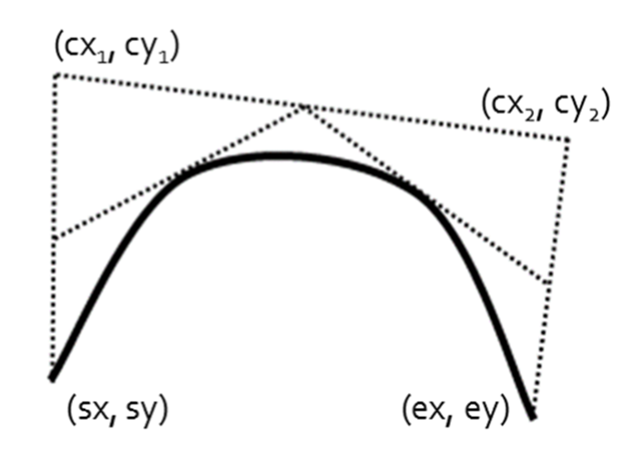 (cx₁, cy₁)
(cx₂, cy₂)
(sx, sy)
(ex, ey)